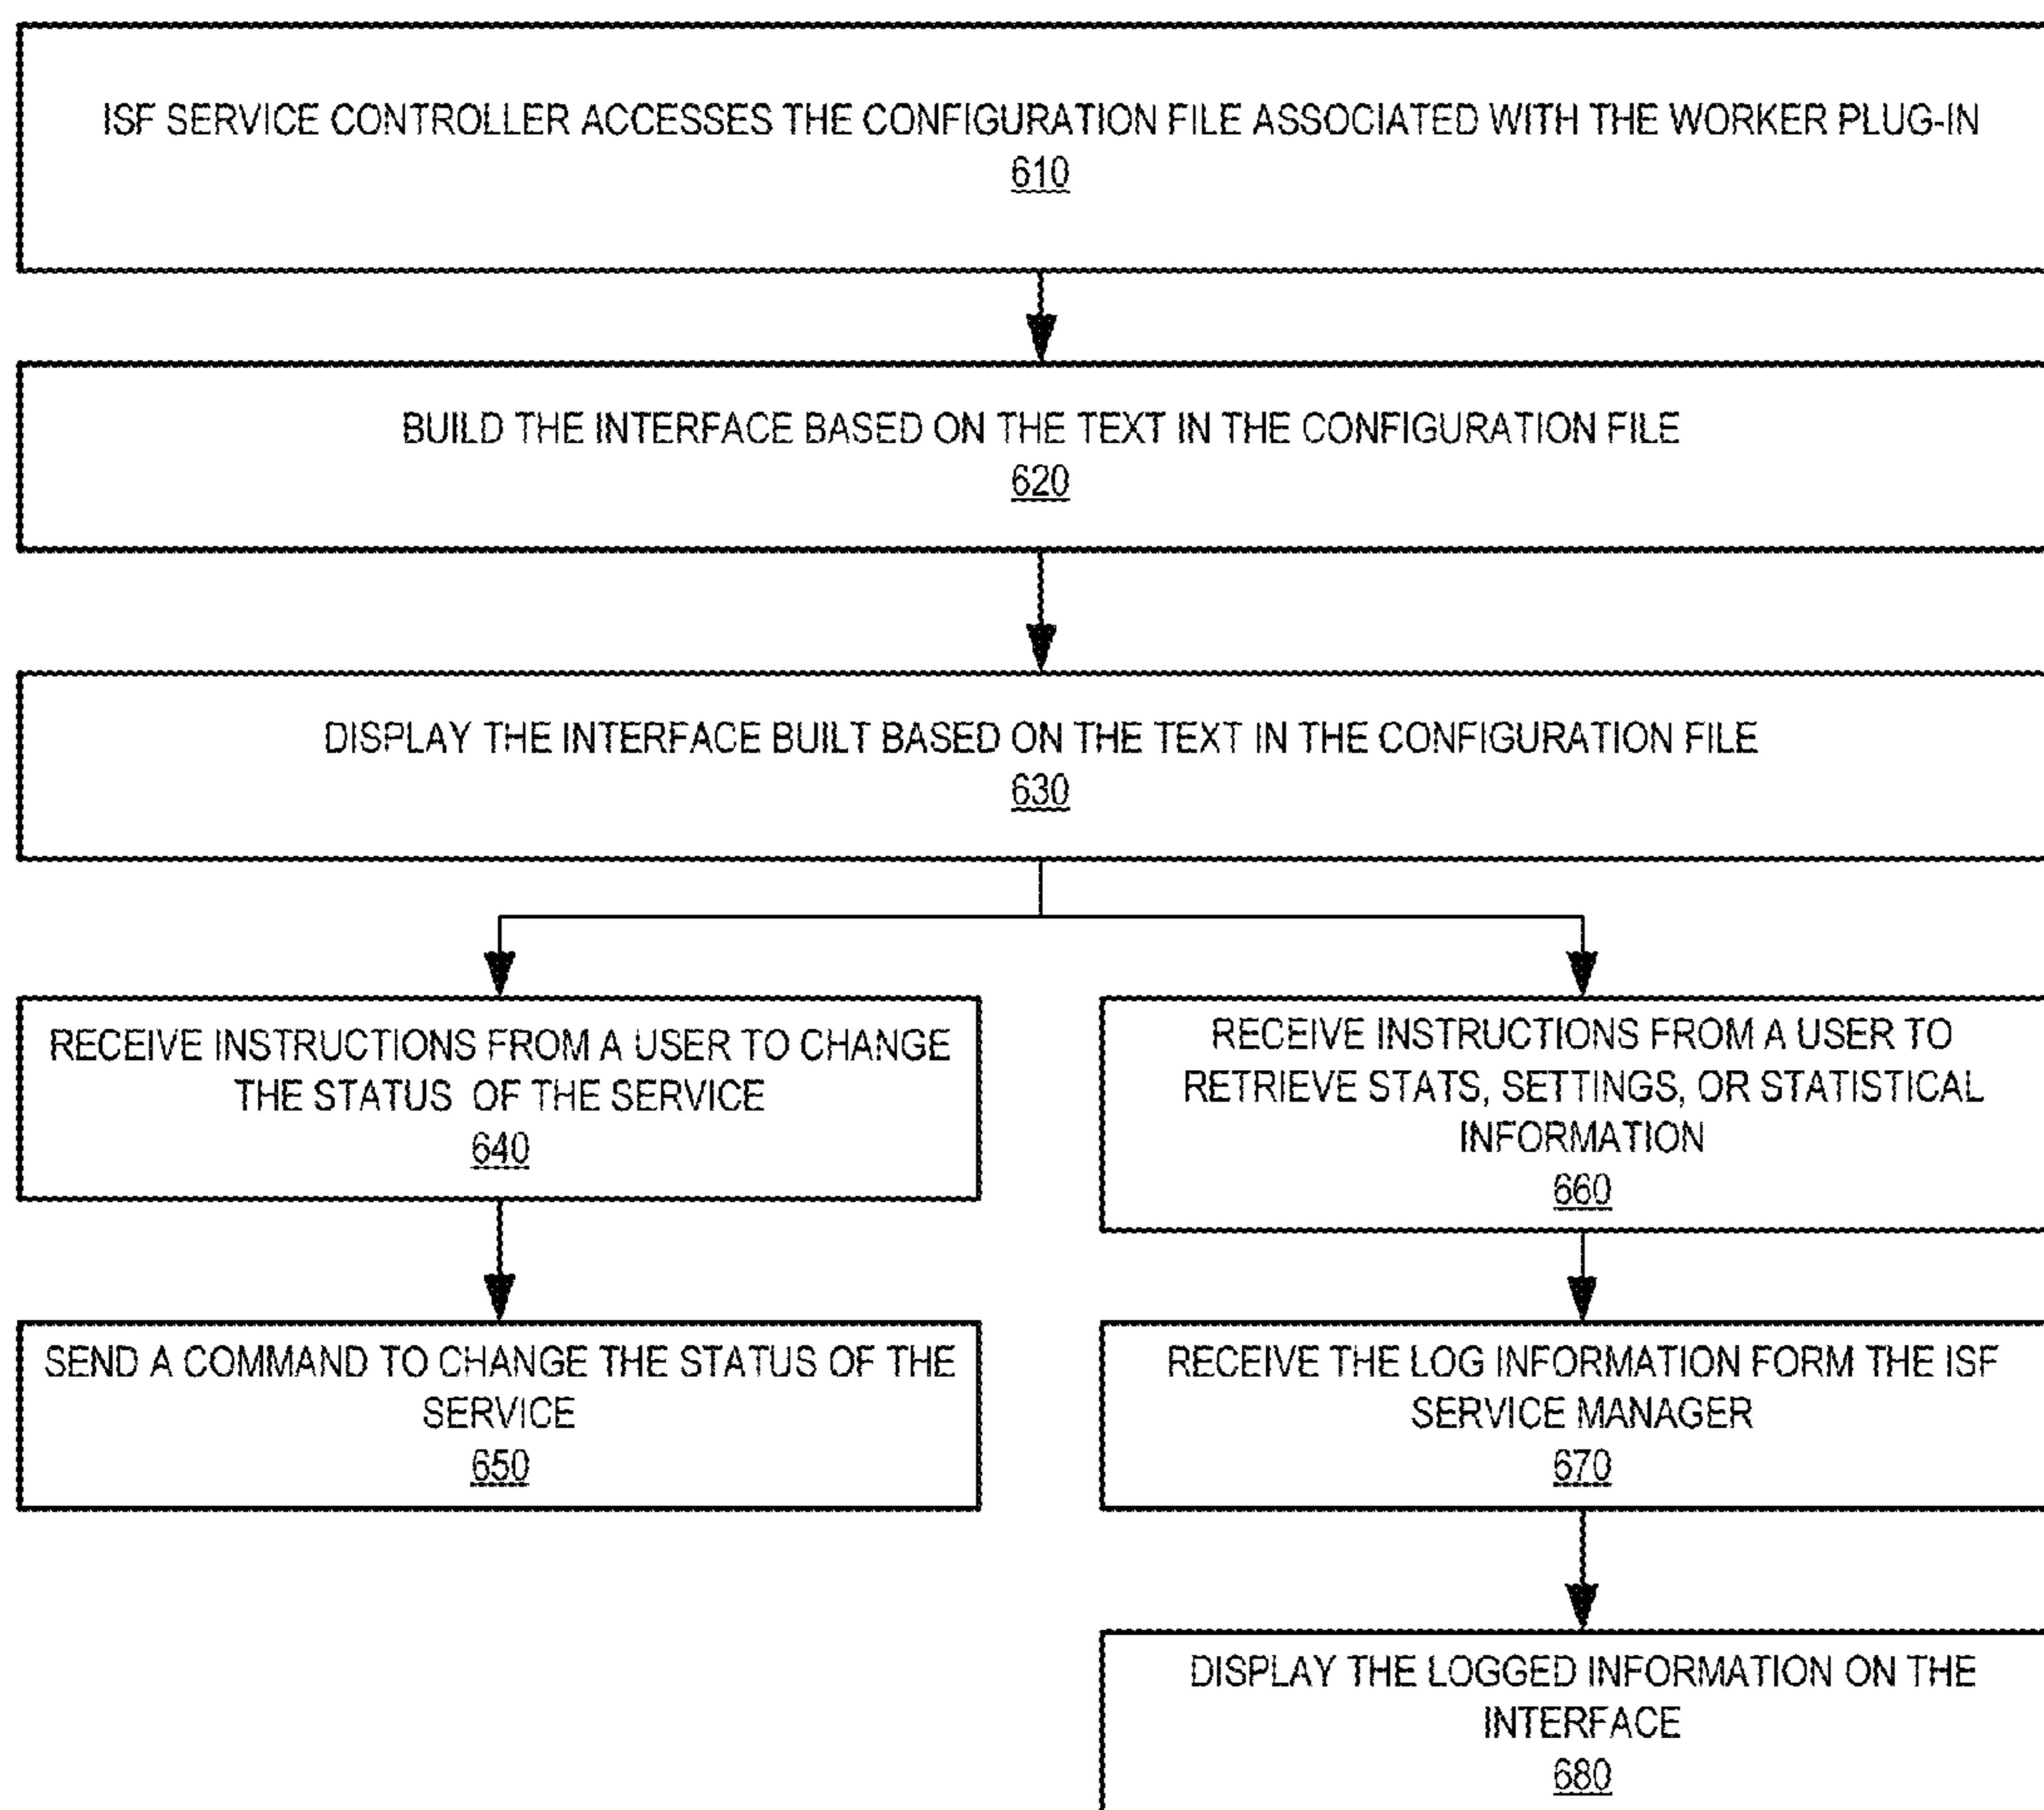 ISF SERVICE CONTROLLER ACCESSES THE CONFIGURATION FILE ASSOCIATED WITH THE WORKER PLUG-IN
610
BUILD THE INTERFACE BASED ON THE TEXT IN THE CONFIGURATION FILE
620
DISPLAY THE INTERFACE BUILT BASED ON THE TEXT IN THE CONFIGURATION FILE
630
RECEIVE INSTRUCTIONS FROM A USER TO CHANGE
THE STATUS OF THE SERVICE
640
SEND A COMMAND TO CHANGE THE STATUS OF THE
SERVICE
650
RECEIVE INSTRUCTIONS FROM A USER TO
RETRIEVE STATS, SETTINGS, OR STATISTICAL
INFORMATION
660
RECEIVE THE LOG INFORMATION FORM THE ISF
SERVICE MANAGER
670
DISPLAY THE LOGGED INFORMATION ON THE
INTERFACE
680